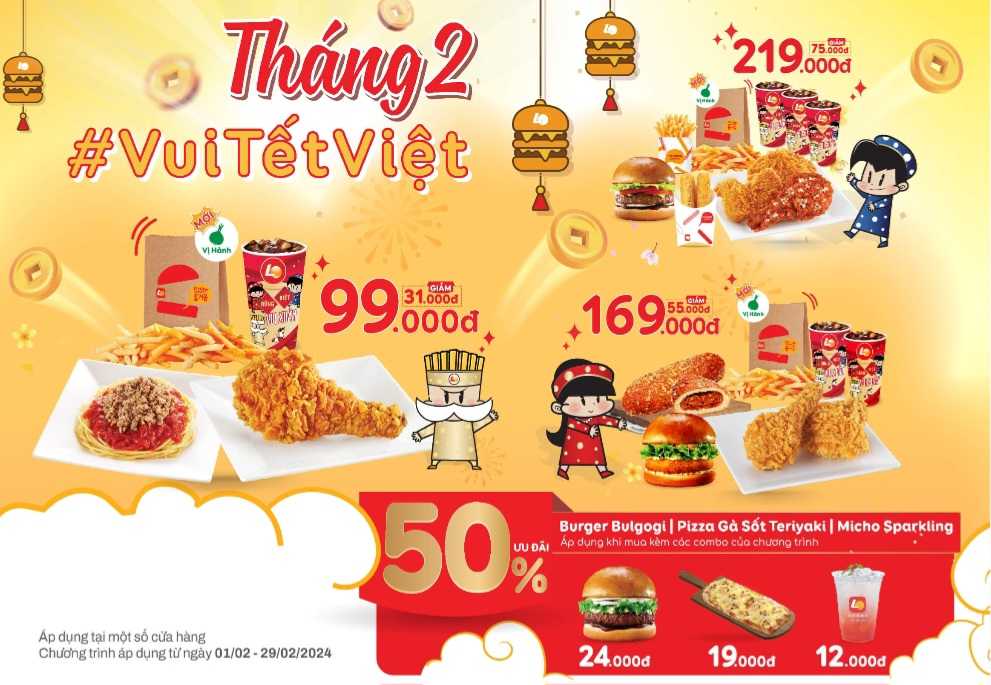 Tháng 2
#VuiTếtViệt
GIẢM
75.000đ
219.000đ
Vị Hành
MỚI
Vị Hành
GIẢM
31.000đ
99.000đ
GIẢM
55.000đ
169.000đ
Vị Hành
50%
ƯU ĐÃI
Burger Bulgogi | Pizza Gà Sốt Teriyaki | Micho Sparkling
Áp dụng khi mua kèm các combo của chương trình
24.000đ
19.000đ
12.000đ
Áp dụng tại một số cửa hàng
Chương trình áp dụng từ ngày 01/02 - 29/02/2024